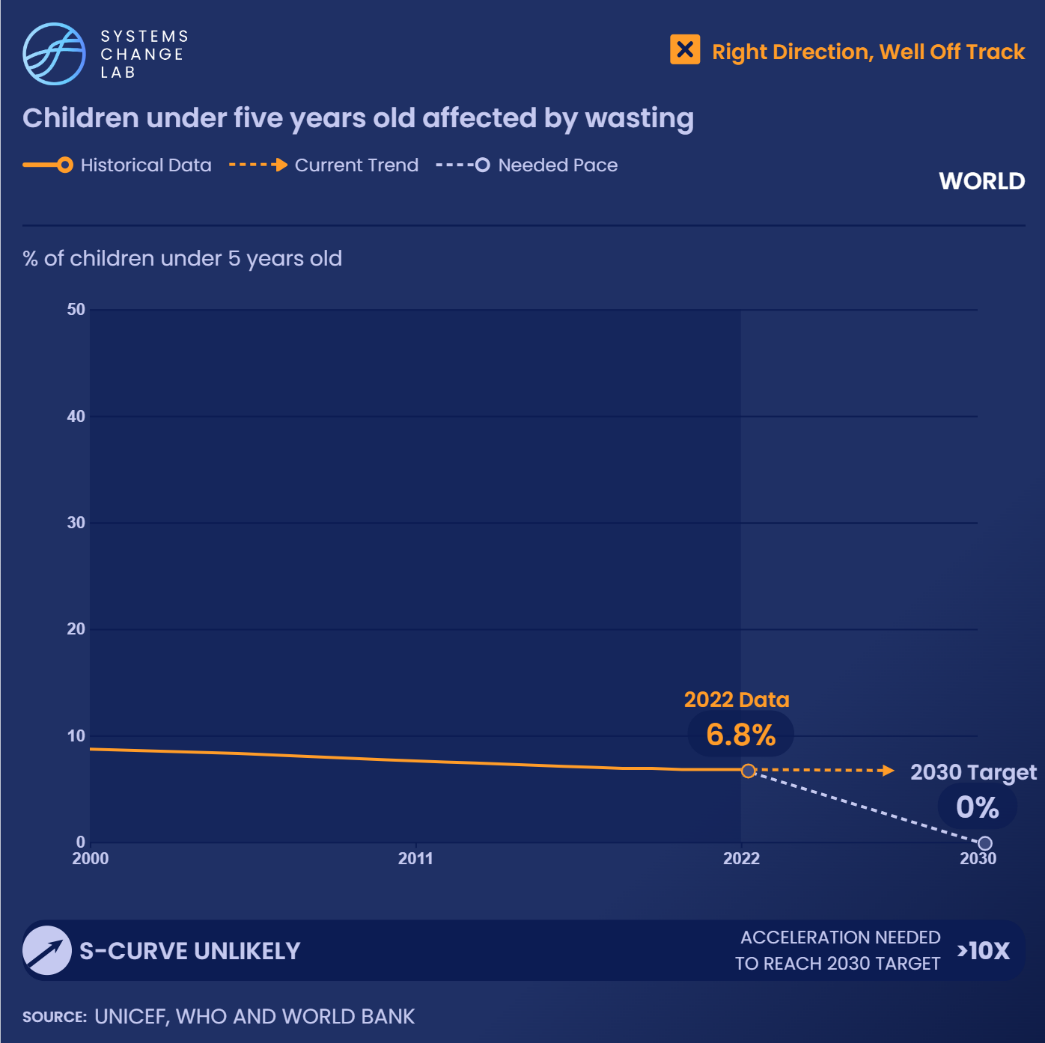 SYSTEMS
CHANGE
LAB
Right Direction, Well Off Track
Children under five years old affected by wasting
Historical Data Current Trend Needed Pace
WORLD
% of children under 5 years old
50
40
30
20
10
0
2022 Data
6.8%
2030 Target
0%
2000 2011 2022 2030
S-CURVE UNLIKELY
ACCELERATION NEEDED
TO REACH 2030 TARGET
>10X
SOURCE: UNICEF, WHO AND WORLD BANK